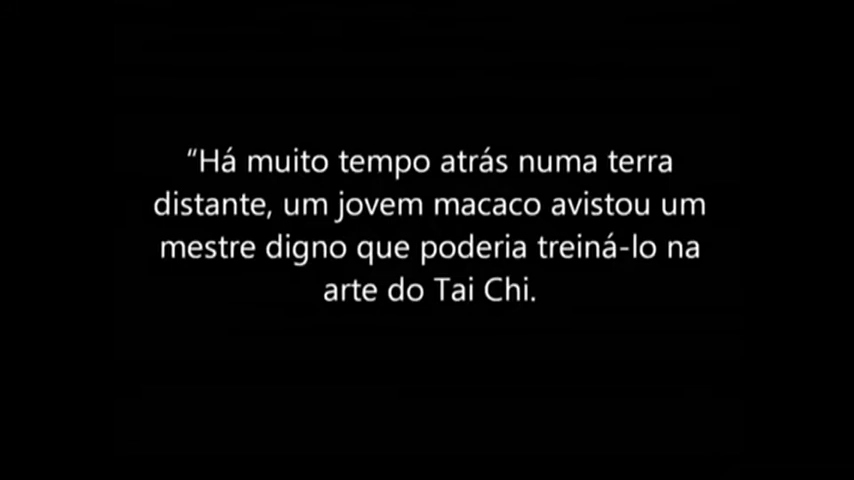 “Há muito tempo atrás numa terra
distante, um jovem macaco avistou um
mestre digno que poderia treiná-lo na
arte do Tai Chi.